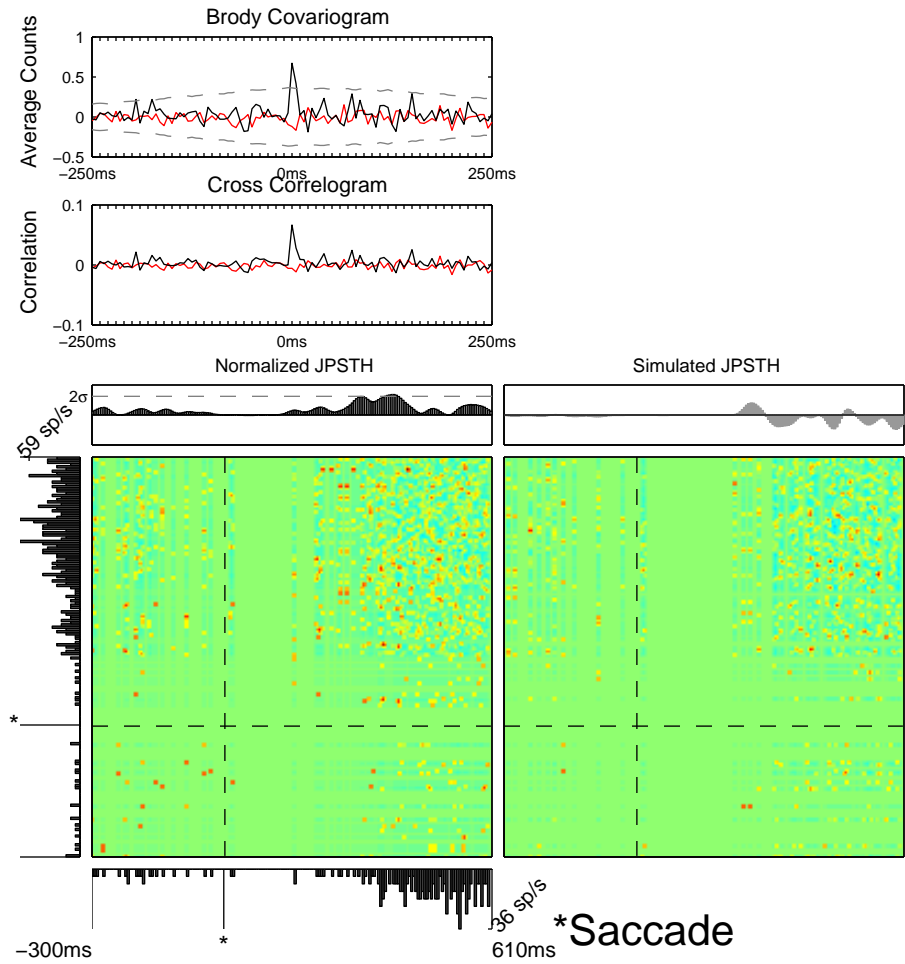 Brody Covariogram
Average Counts
1
0.5
0
−0.5
−250ms
0ms
250ms
Cross Correlogram
Correlation
0.1
0
−0.1
−250ms
0ms
250ms
Normalized JPSTH
Simulated JPSTH
2σ
59 sp/s
*
36 sp/s
*
*Saccade
−300ms
610ms